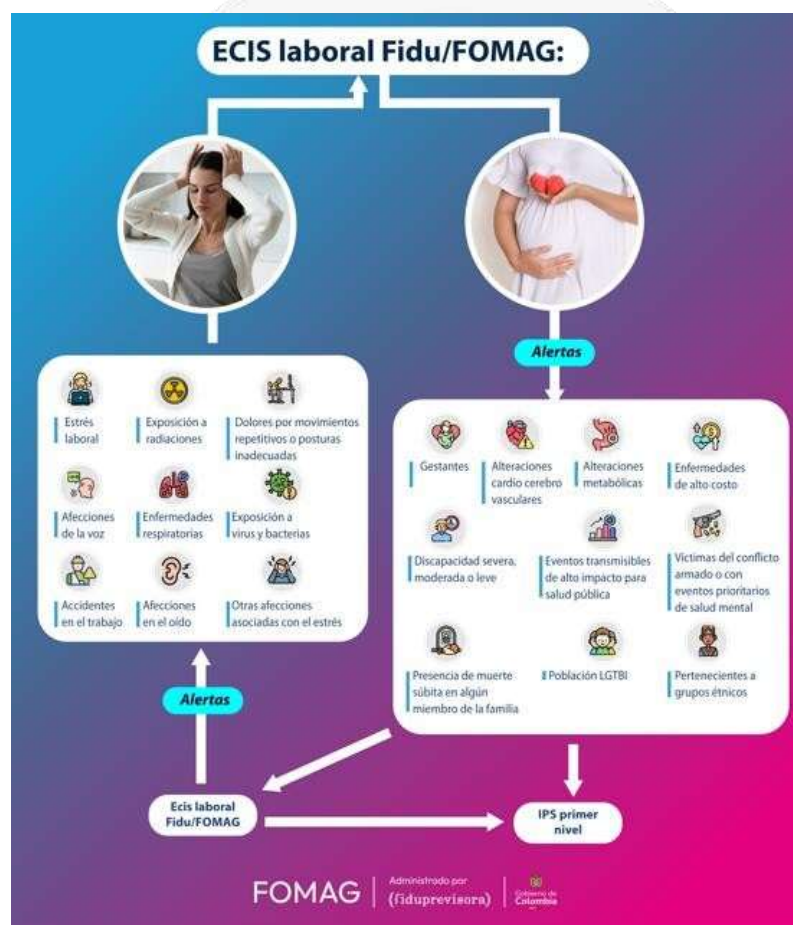 ECIS laboral Fidu/FOMAG:
Alertas
Estrés
laboral
Exposición a
radiaciones
Dolores por movimientos
repetitivos o posturas
inadecuadas
Afecciones
de la voz
Enfermedades
respiratorias
Exposición a
virus y bacterias
Accidentes
en el trabajo
Afecciones
en el oído
Otras afecciones
asociadas con el estrés
Gestantes
Alteraciones
cardio cerebro
vasculares
Alteraciones
metabólicas
Enfermedades
de alto costo
Discapacidad severa,
moderada o leve
Eventos transmisibles
de alto impacto para
salud pública
Víctimas del conflicto
armado o con
eventos prioritarios
de salud mental
Presencia de muerte
súbita en algún
miembro de la familia
Población LGTBI
Pertenecientes a
grupos étnicos
Alertas
Ecis laboral
Fidu/FOMAG
IPS primer
nivel
FOMAG
Administrado por
(fiduprevisora)
Gobierno de
Colombia